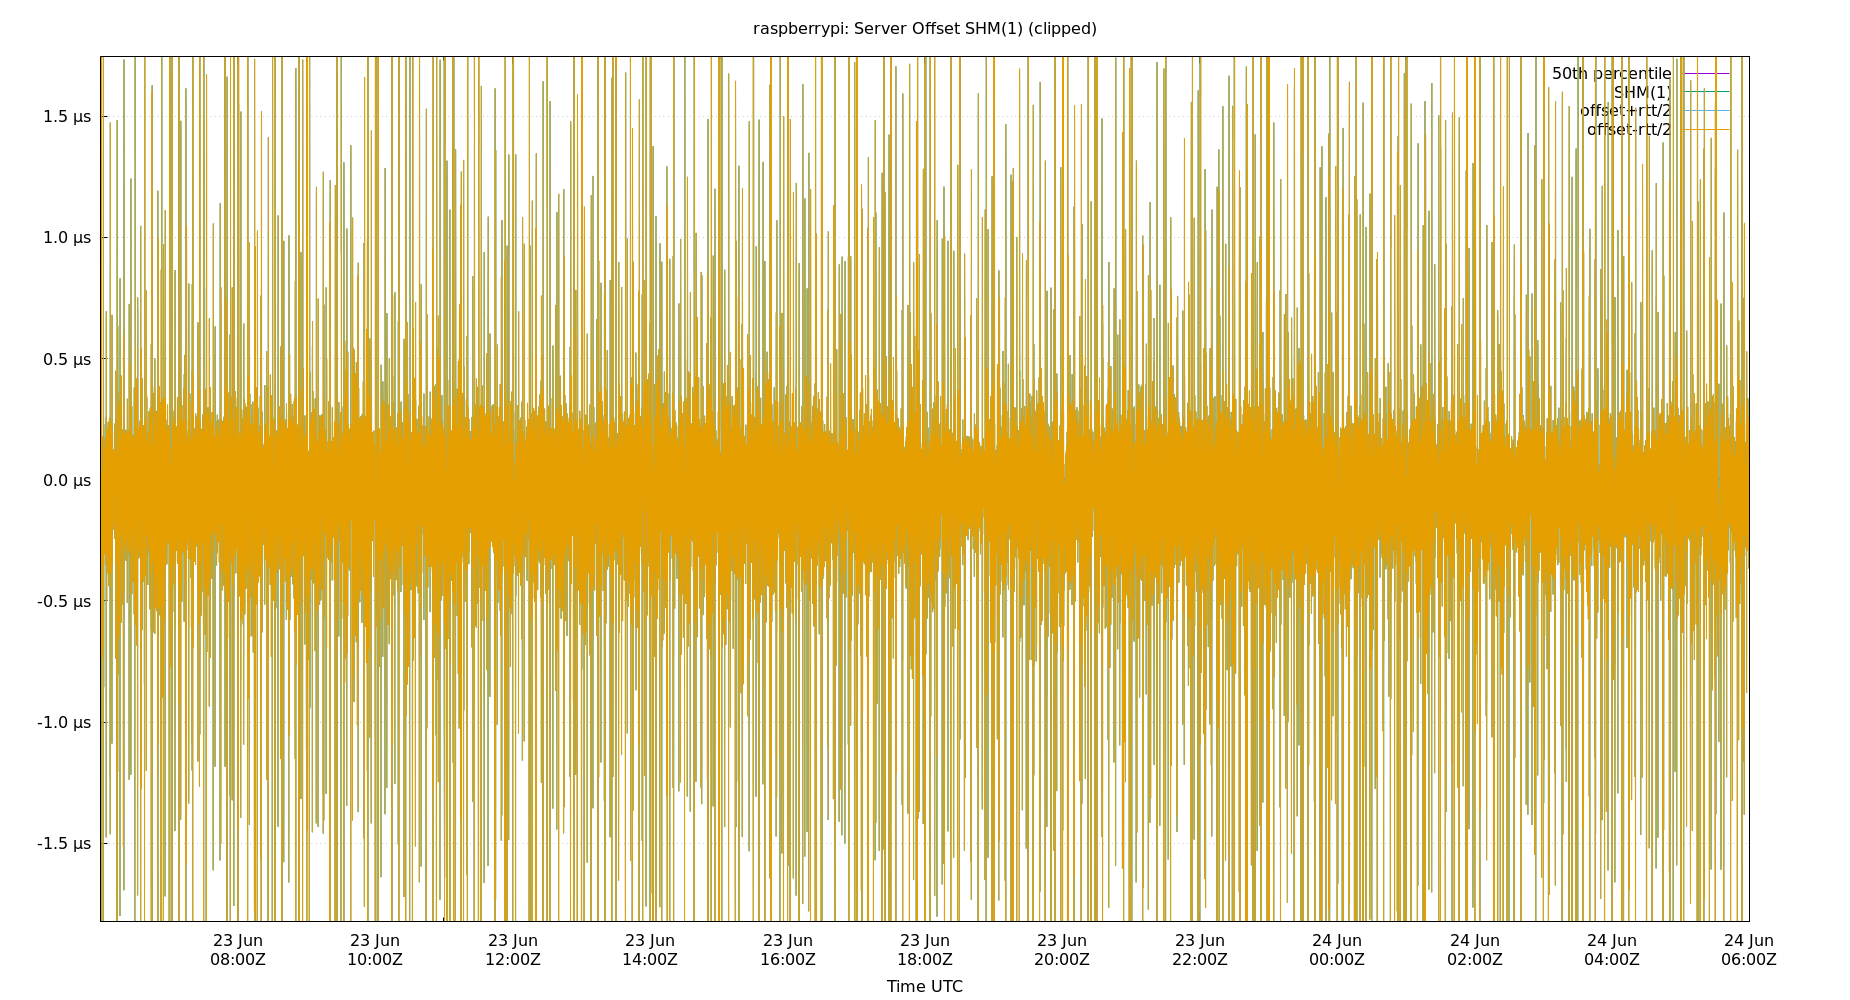 raspberrypi: Server Offset SHM(1) (clipped)
50th percentile
SHM(1)
offset+rtt/2
offset-rtt/2
1.5 µs
1.0 µs
0.5 µs
0.0 µs
-0.5 µs
-1.0 µs
-1.5 µs
23 Jun 23 Jun 23 Jun 23 Jun 23 Jun 23 Jun 23 Jun 23 Jun 24 Jun 24 Jun 24 Jun 24 Jun
08:00Z 10:00Z 12:00Z 14:00Z 16:00Z 18:00Z 20:00Z 22:00Z 00:00Z 02:00Z 04:00Z 06:00Z
Time UTC